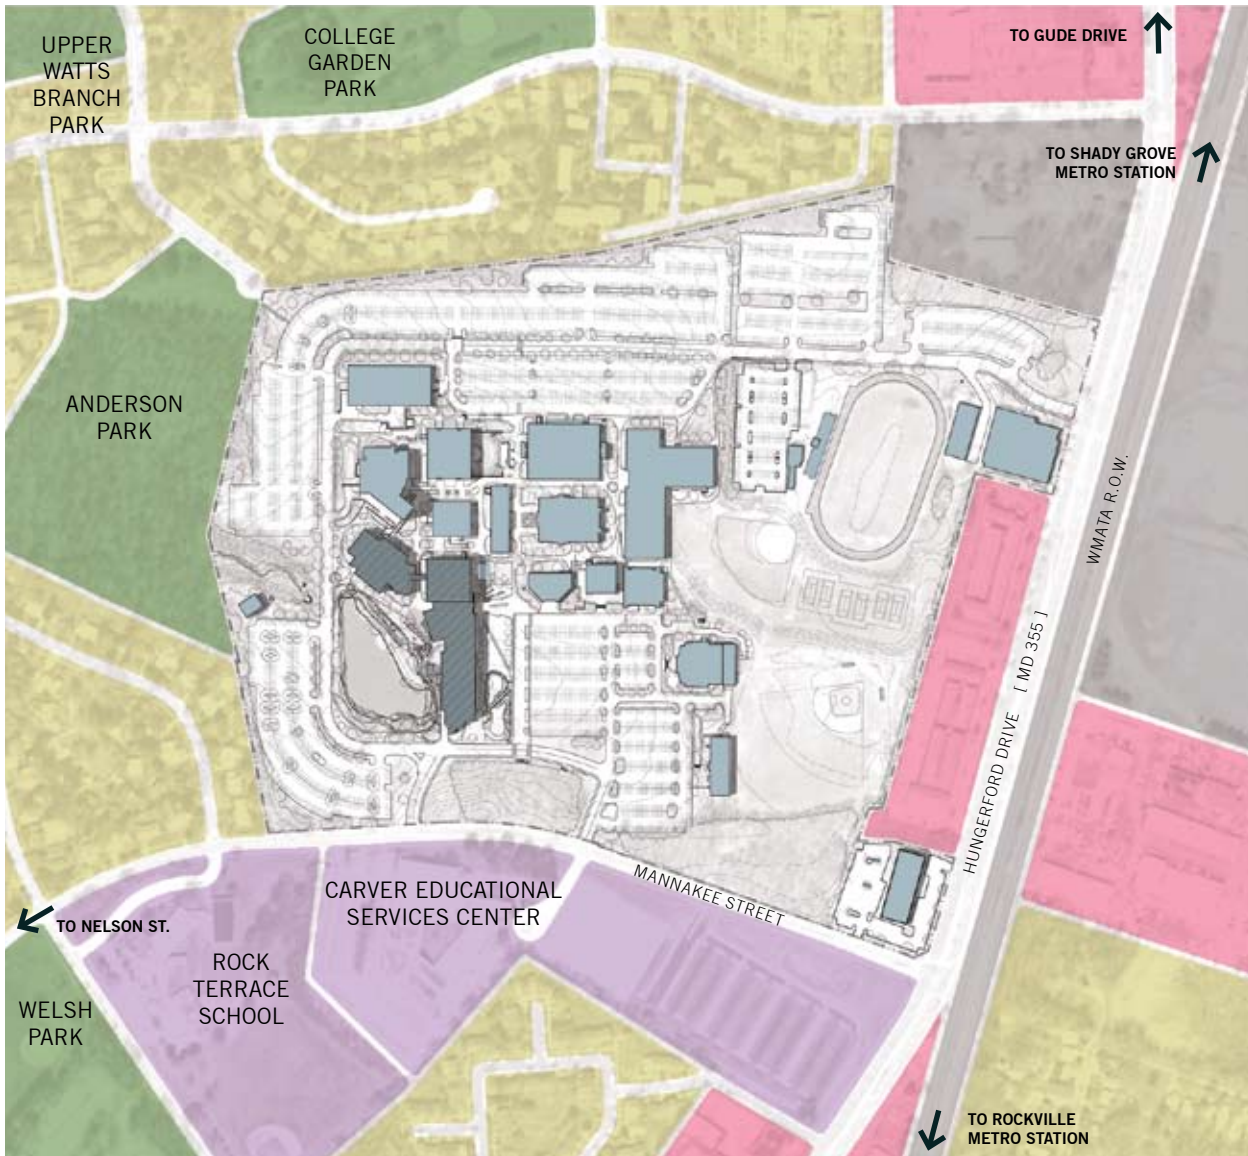 UPPER
WATTS
BRANCH
PARK
COLLEGE
GARDEN
PARK
TO GUDE DRIVE
TO SHADY GROVE
METRO STATION
ANDERSON
PARK
WMATA R.O.W.
HUNGERFORD DRIVE [ MD 355 ]
MANNAKEE STREET
CARVER EDUCATIONAL
SERVICES CENTER
TO NELSON ST.
ROCK
TERRACE
SCHOOL
WELSH
PARK
TO ROCKVILLE
METRO STATION